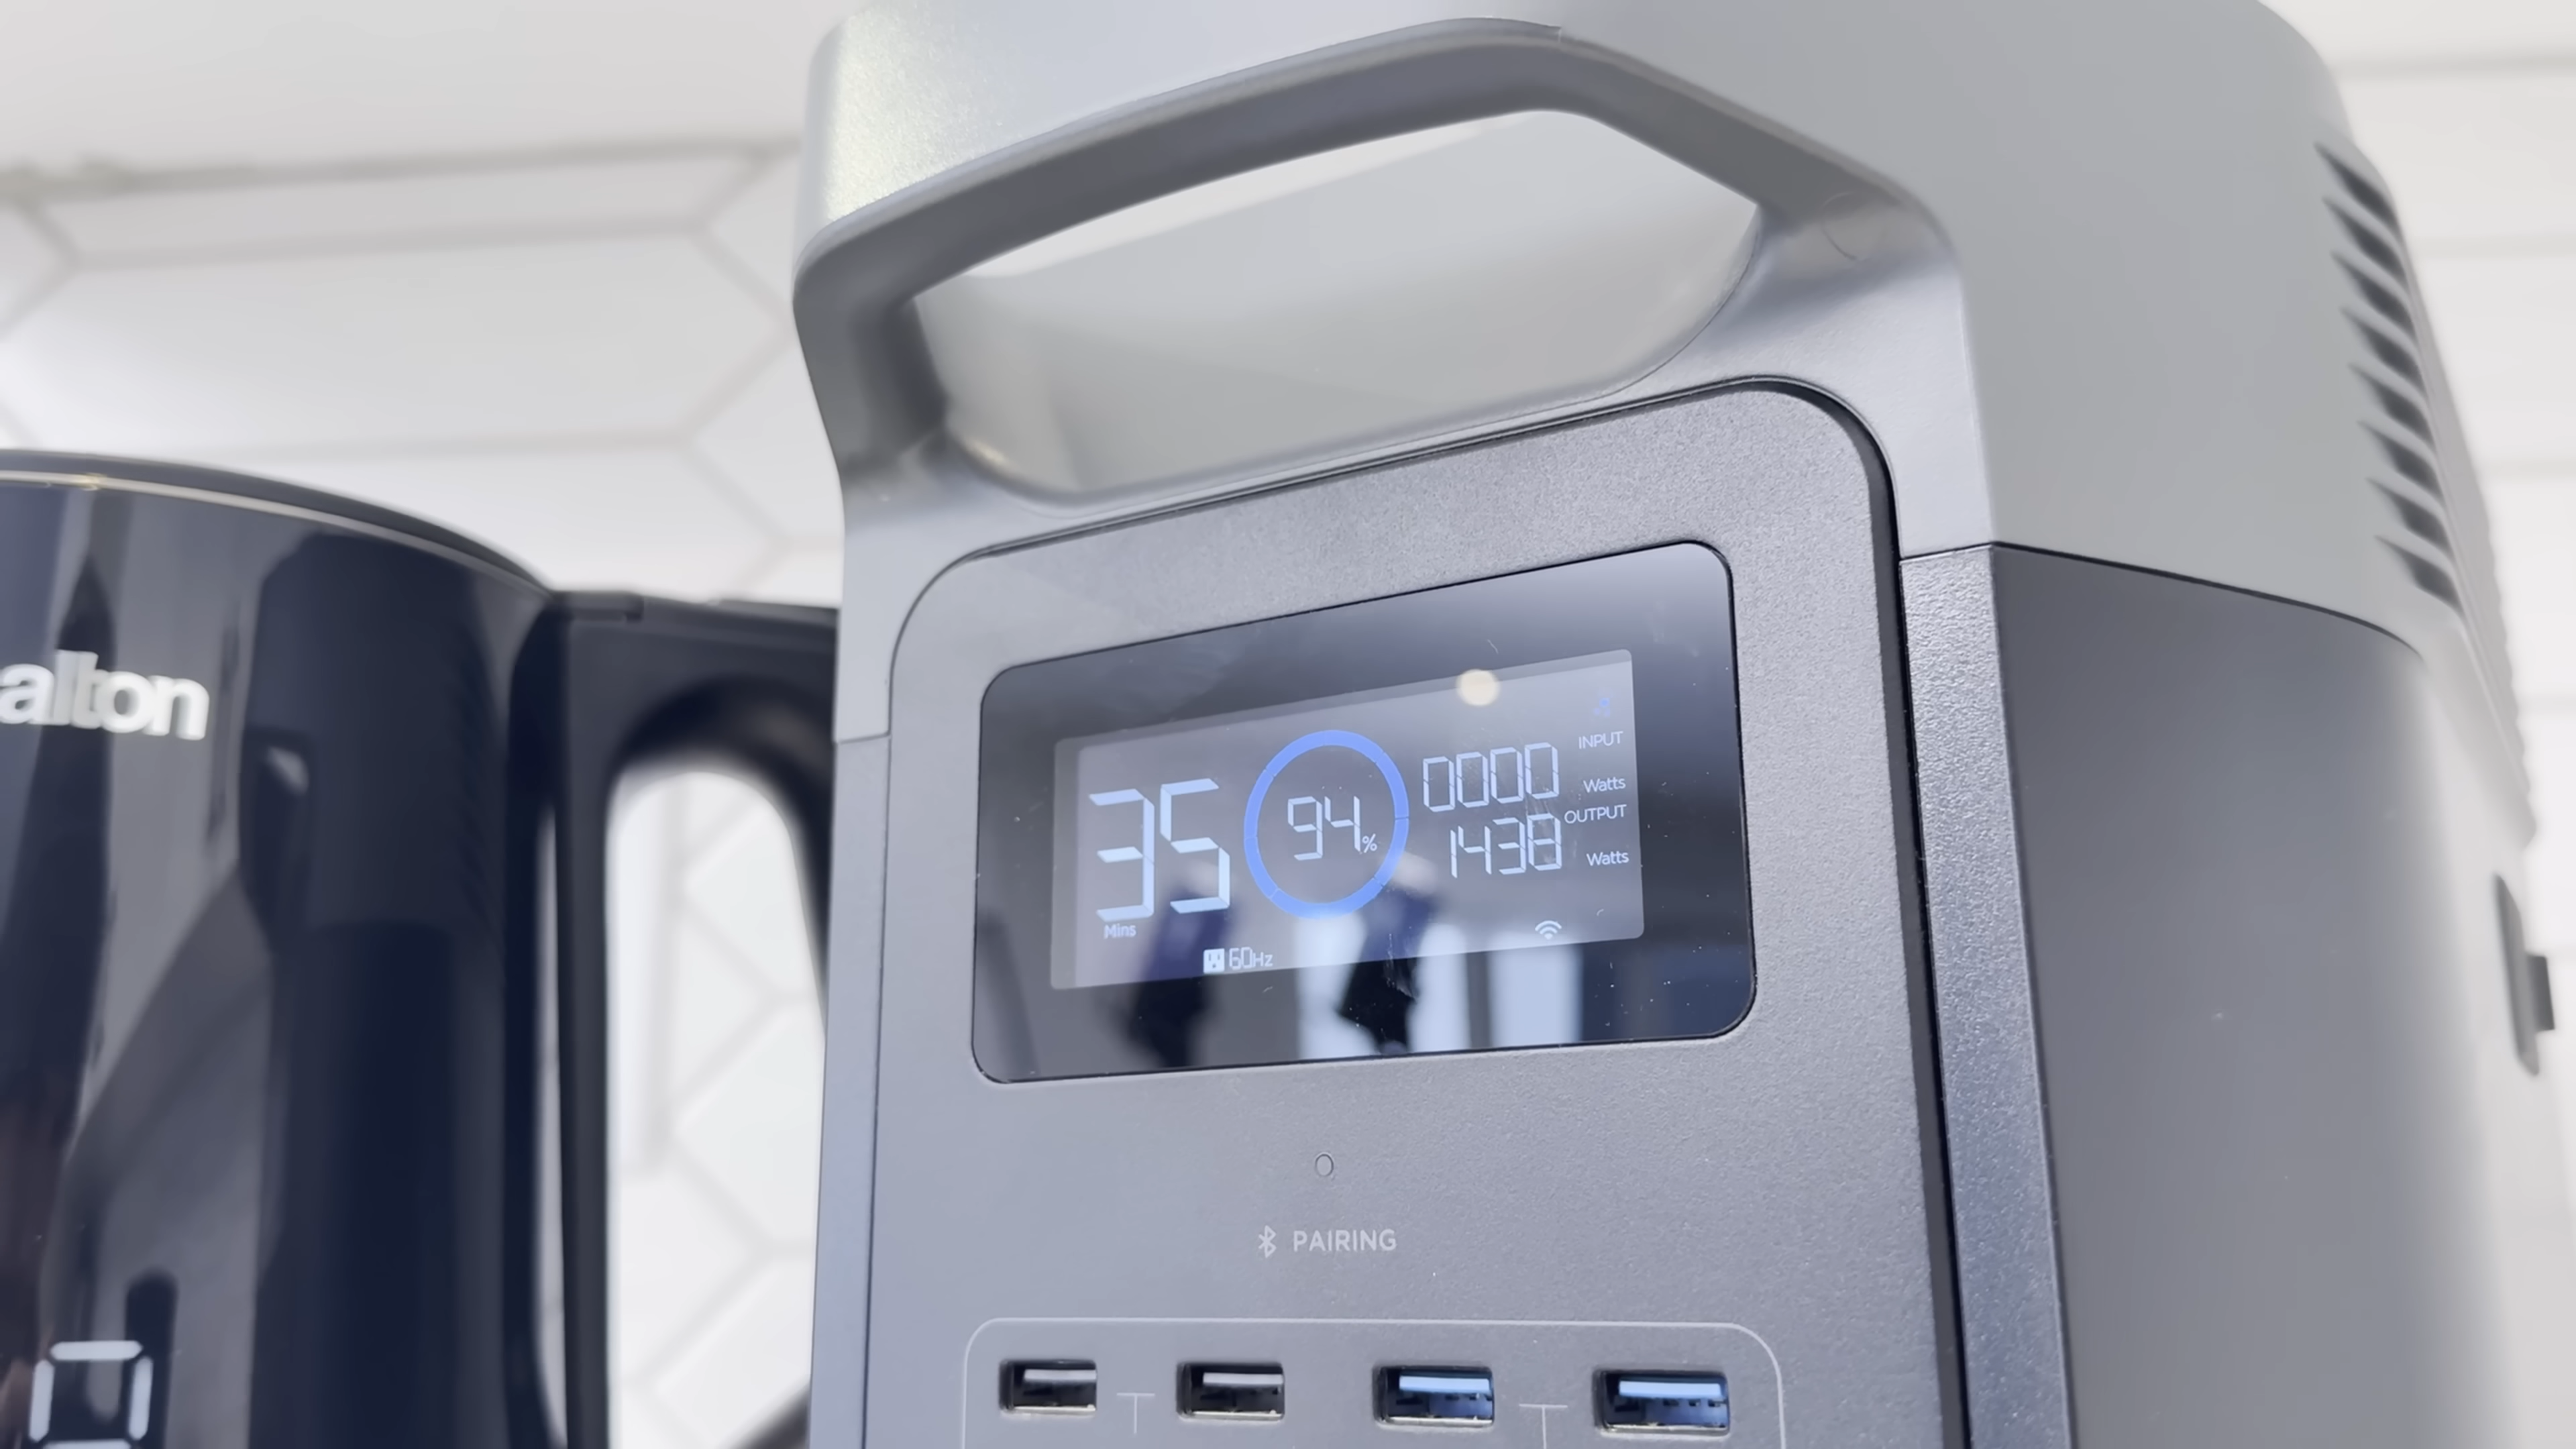 alton
35
Mins
94%
0000
INPUT
Watts
1438
OUTPUT
Watts
60Hz
PAIRING